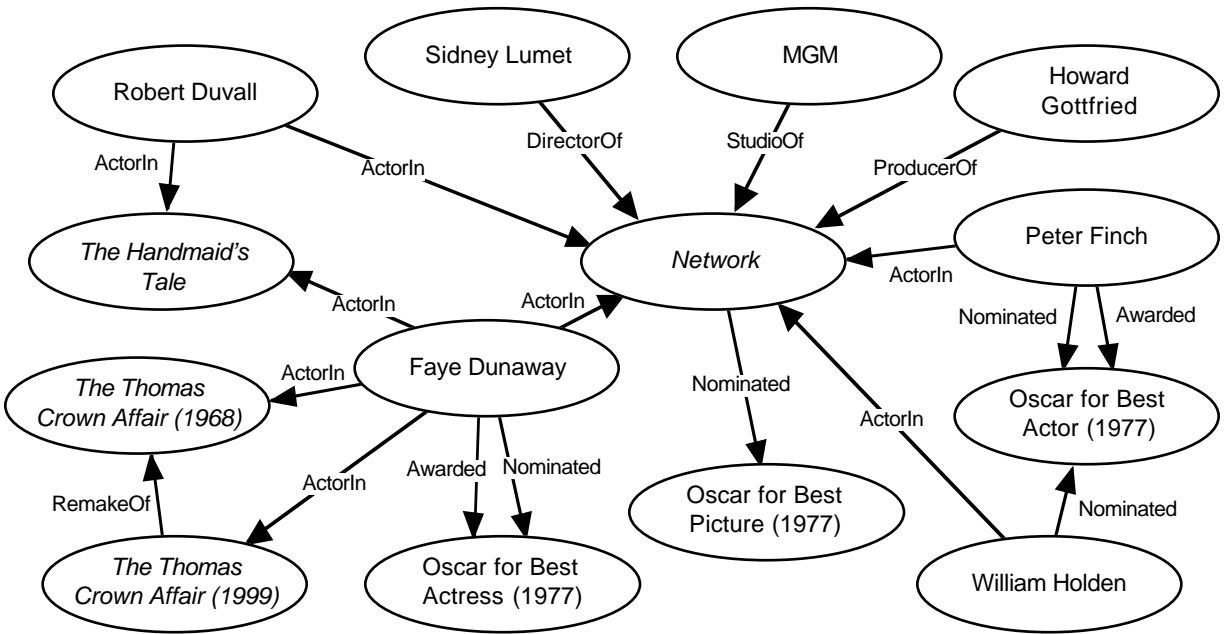 Sidney Lumet
MGM
Robert Duvall
Howard
Gottfried
DirectorOf
StudioOf
ActorIn
ActorIn
ProducerOf
Peter Finch
The Handmaid's
Tale
Network
ActorIn
ActorIn
ActorIn
Nominated
Awarded
Faye Dunaway
ActorIn
The Thomas
Crown Affair (1968)
Nominated
Oscar for Best
Actor (1977)
ActorIn
Awarded
Nominated
ActorIn
RemakeOf
Oscar for Best
Picture (1977)
Nominated
The Thomas
Crown Affair (1999)
Oscar for Best
Actress (1977)
William Holden